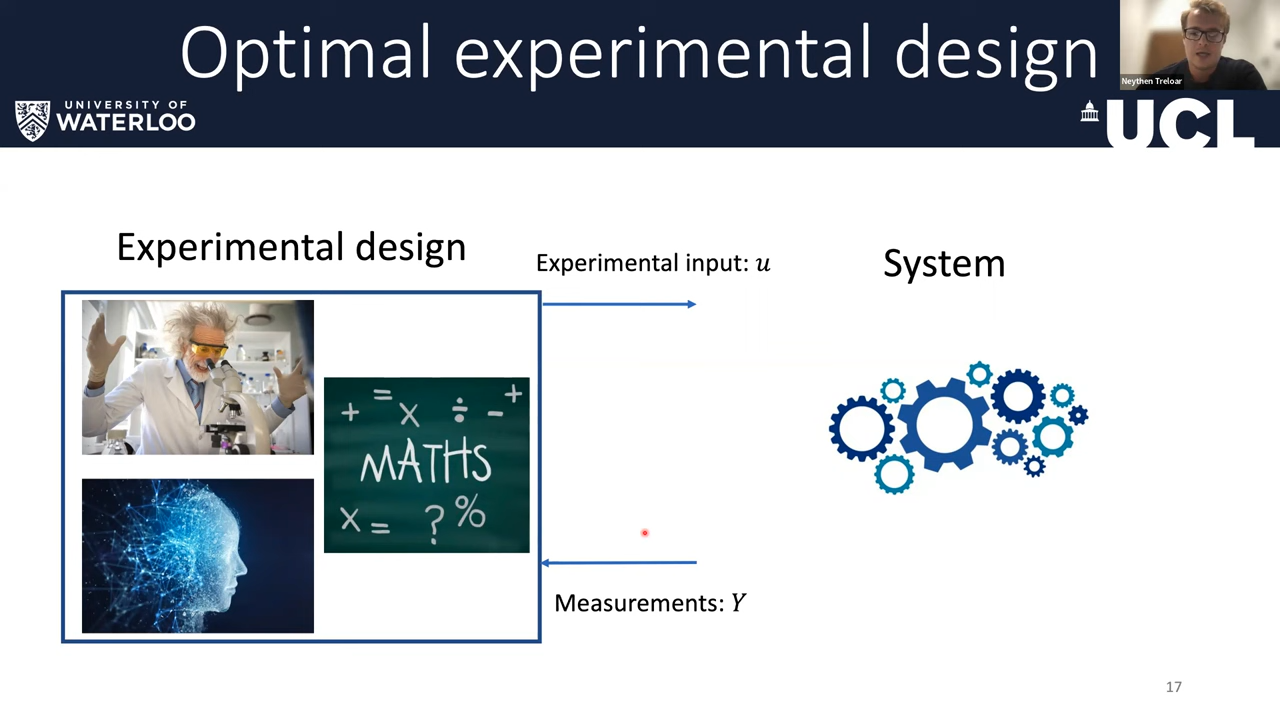 Optimal experimental design
Neythen Treloar
UNIVERSITY OF
WATERLOO
UCL
Experimental design
Experimental input: u
System
+ = x ÷ - +
MATHS
x = ? %
Measurements: Y
17